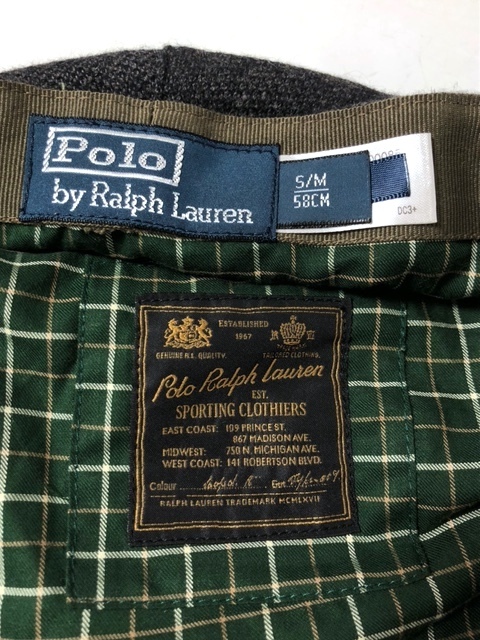 Polo
by Ralph Lauren
S/M
58CM
DC3+
ESTABLISHED
1967
GENUINE R.L. QUALITY.
Polo Ralph Lauren
EST.
SPORTING CLOTHIERS
EAST COAST: 109 PRINCE ST.
867 MADISON AVE.
MIDWEST: 750 N. MICHIGAN AVE.
WEST COAST: 141 ROBERTSON BLVD.
Colour
RALPH LAUREN TRADEMARK MCMLXVII